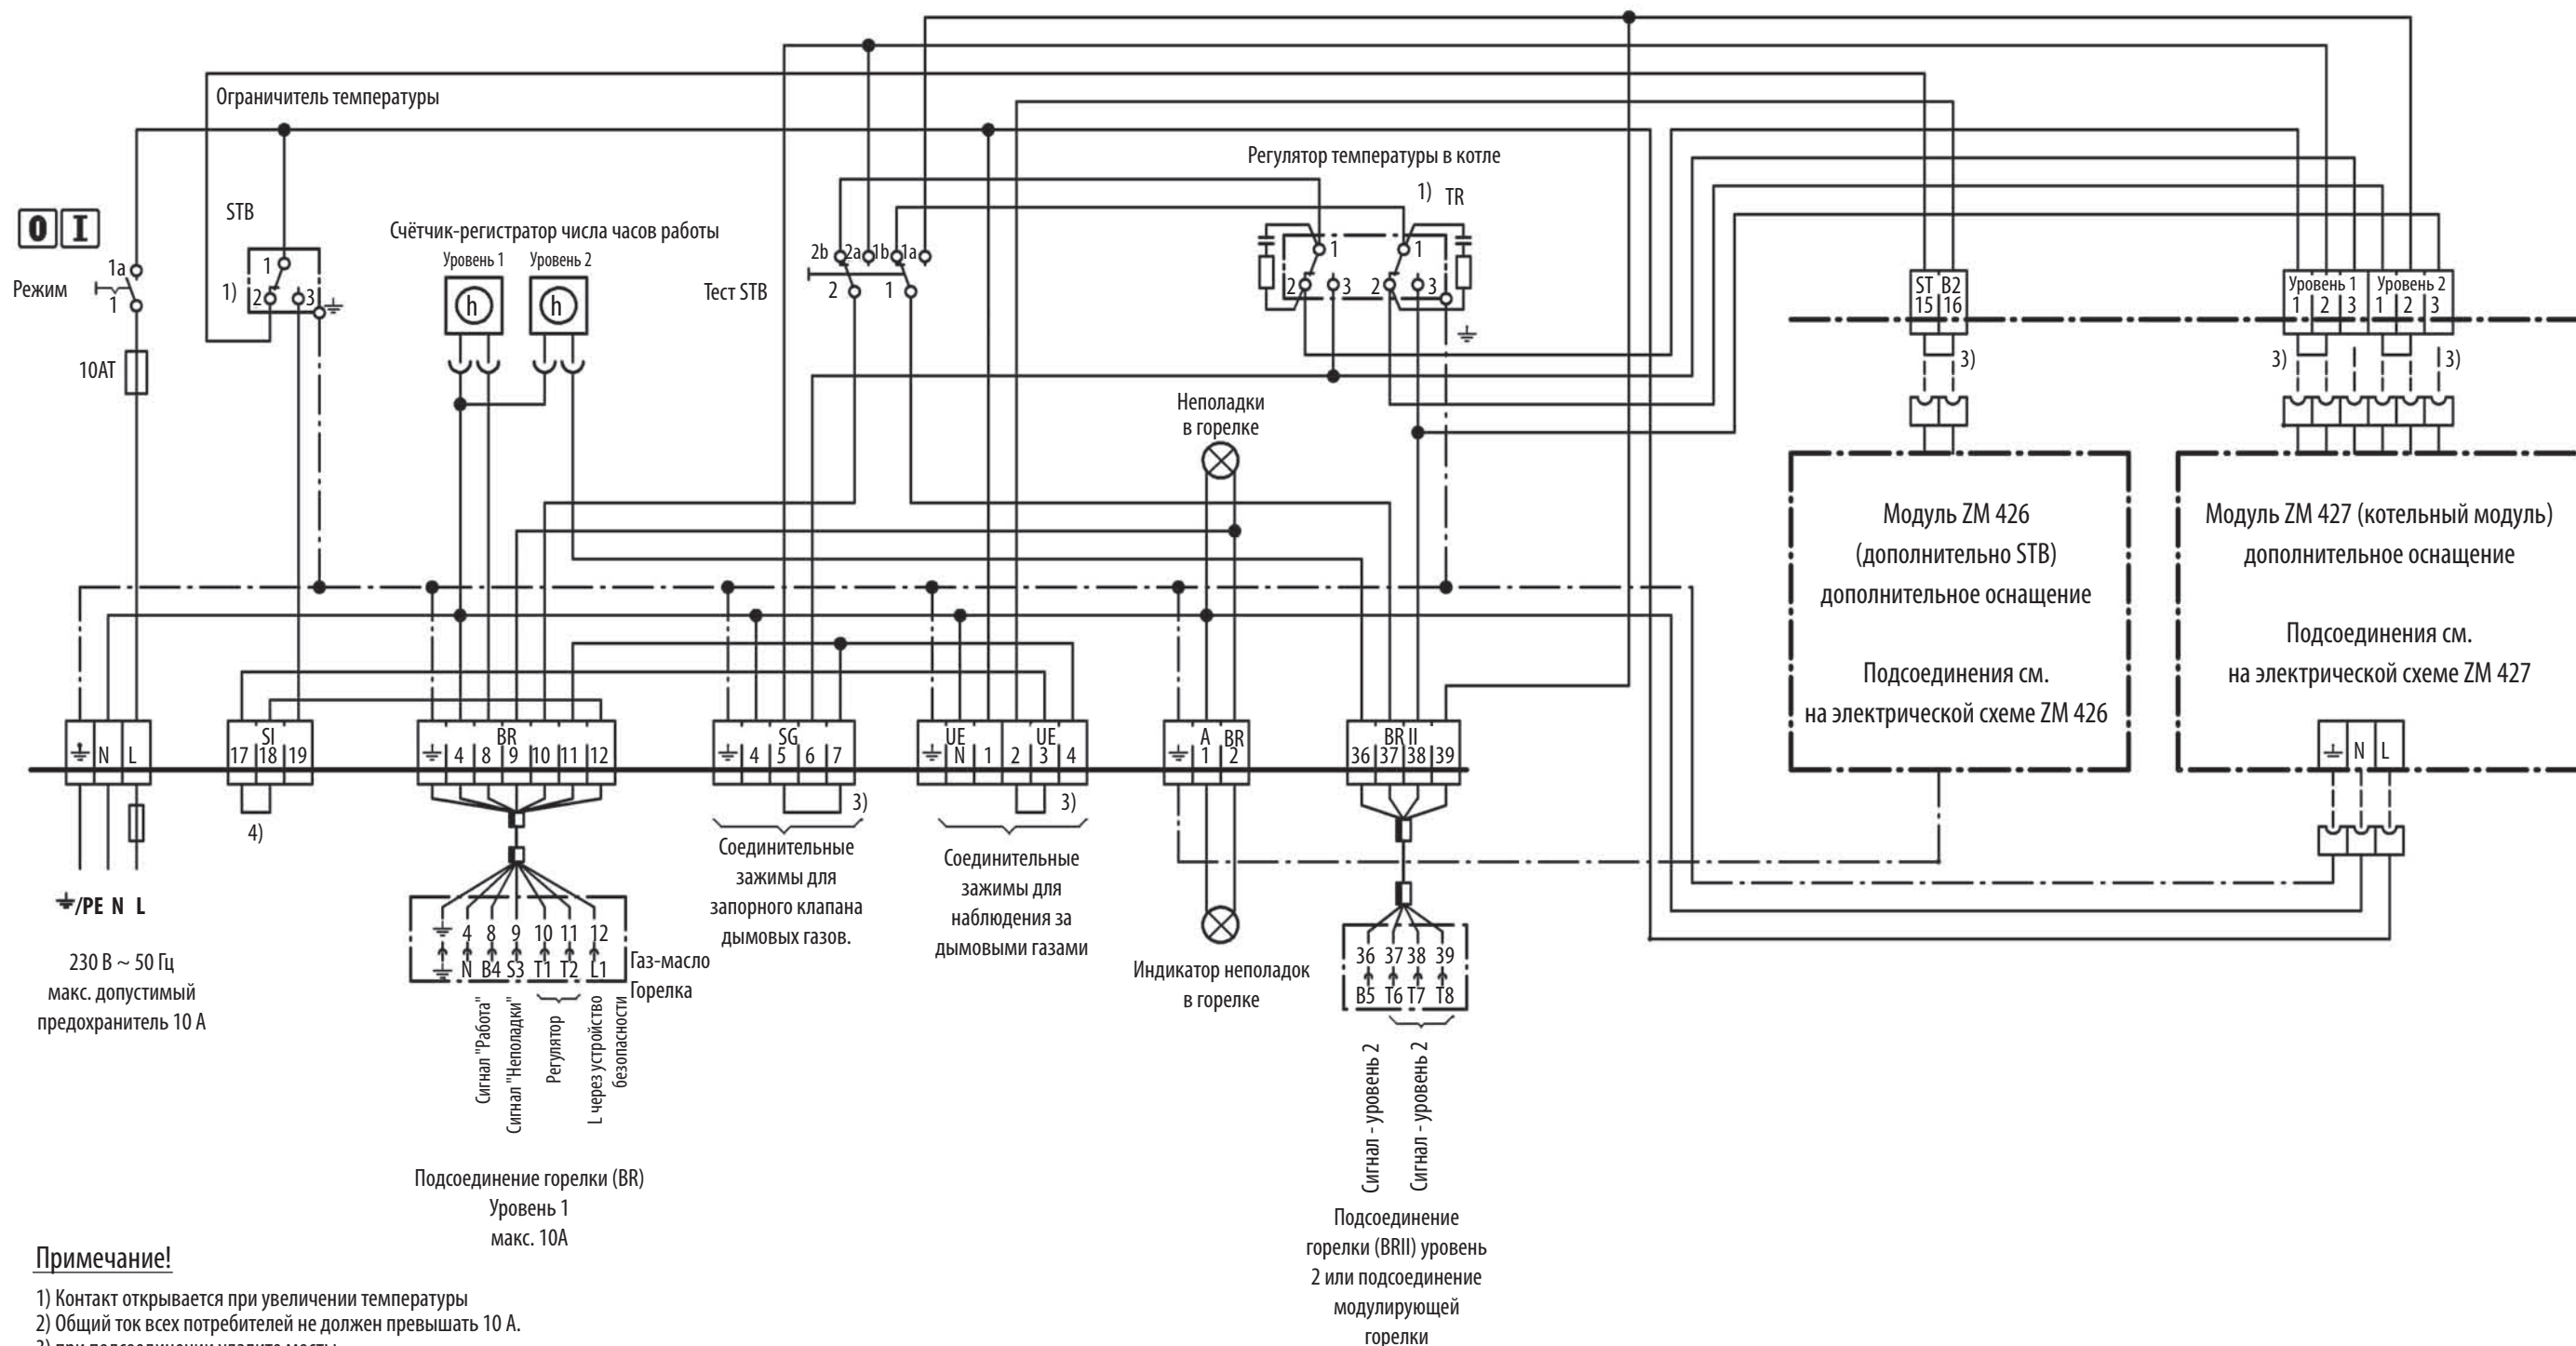 Ограничитель температуры
Регулятор температуры в котле
1) TR
STB
O I
Счётчик-регистратор числа часов работы
Уровень 1 Уровень 2
h h
1a
Режим
1
1)
1
2 3
2b 2a 1b 1a
Тест STB
2 1
1 1
2 3 2 3
10АТ
ST B2
15 16
Уровень 1 Уровень 2
1 2 3 1 2 3
3)
3) 3)
Неполадки
в горелке
Модуль ZM 426
(дополнительно STB)
дополнительное оснащение
Подсоединения см.
на электрической схеме ZM 426
Модуль ZM 427 (котельный модуль)
дополнительное оснащение
Подсоединения см.
на электрической схеме ZM 427
N L
N L
SI
17 18 19
BR
4 8 9 10 11 12
SG
4 5 6 7
UE UE
N 1 2 3 4
A BR
1 2
BR II
36 37 38 39
4)
3)
3)
/PE N L
230 В ~ 50 Гц
макс. допустимый
предохранитель 10 А
4 8 9 10 11 12
N B4 S3 T1 T2 L1
Газ-масло
Горелка
Сигнал "Работа"
Сигнал "Неполадки"
Регулятор
L через устройство
безопасности
Подсоединение горелки (BR)
Уровень 1
макс. 10А
Соединительные
зажимы для
запорного клапана
дымовых газов.
Соединительные
зажимы для
наблюдения за
дымовыми газами
Индикатор неполадок
в горелке
36 37 38 39
B5 T6 T7 T8
Сигнал - уровень 2
Сигнал - уровень 2
Подсоединение
горелки (BRII) уровень
2 или подсоединение
модулирующей
горелки
Примечание!
1) Контакт открывается при увеличении температуры
2) Общий ток всех потребителей не должен превышать 10 А.
3) при подсоединении удалите мосты